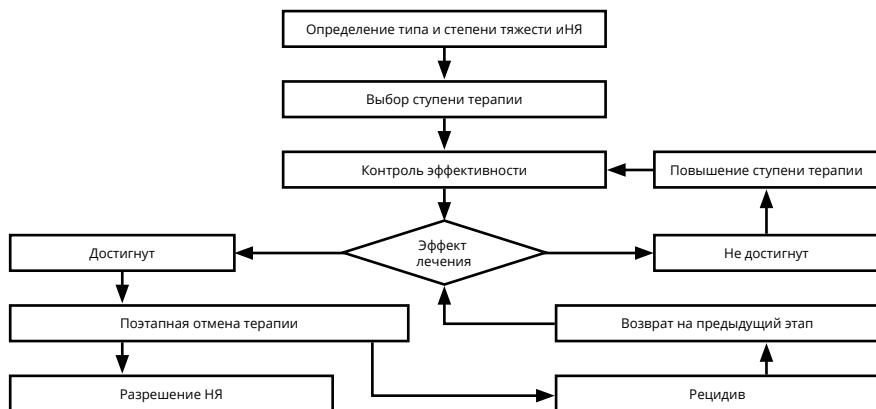 Определение типа и степени тяжести иНЯ
Выбор ступени терапии
Контроль эффективности
Повышение ступени терапии
Эффект
лечения
Достигнут
Не достигнут
Поэтапная отмена терапии
Возврат на предыдущий этап
Разрешение НЯ
Рецидив